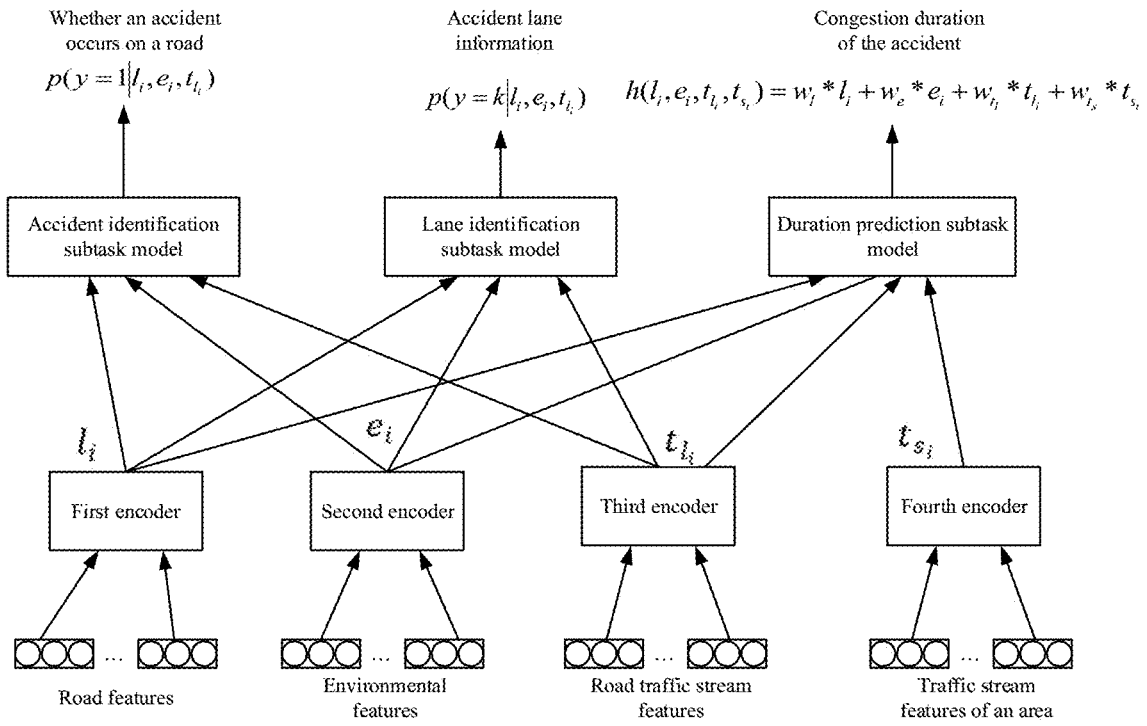 Whether an accident
occurs on a road
p(y = 1|l_i, e_i, t_{l_i})
Accident lane
information
p(y = k|l_i, e_i, t_{l_i})
Congestion duration
of the accident
h(l_i, e_i, t_{l_i}, t_{s_i}) = w_l * l_i + w_e * e_i + w_{t_l} * t_{l_i} + w_{t_s} * t_{s_i}
Accident identification
subtask model
Lane identification
subtask model
Duration prediction subtask
model
l_i
e_i
t_{l_i}
t_{s_i}
First encoder
Second encoder
Third encoder
Fourth encoder
...
...
...
...
Road features
Environmental
features
Road traffic stream
features
Traffic stream
features of an area